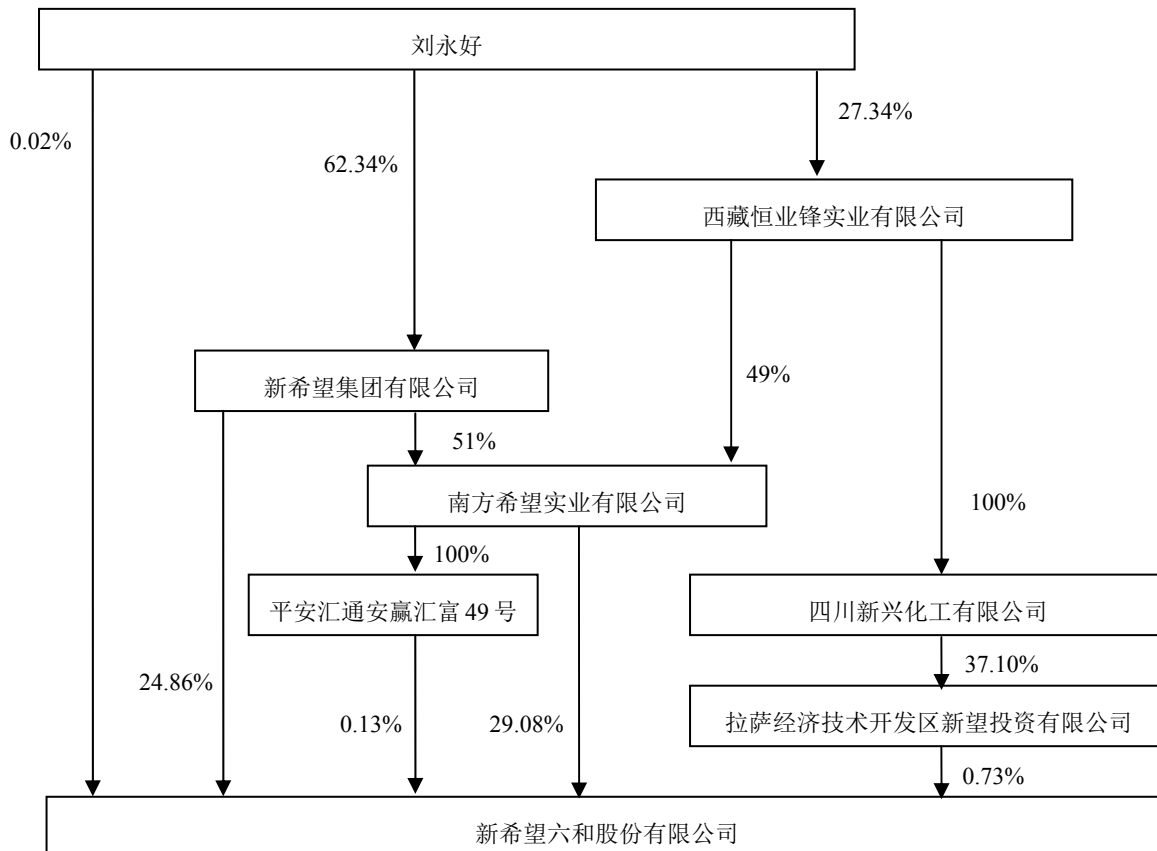 刘永好
0.02%
62.34%
27.34%
西藏恒业锋实业有限公司
新希望集团有限公司
49%
51%
南方希望实业有限公司
100%
100%
平安汇通安赢汇富 49 号
四川新兴化工有限公司
37.10%
24.86%
0.13%
29.08%
拉萨经济技术开发区新望投资有限公司
0.73%
新希望六和股份有限公司